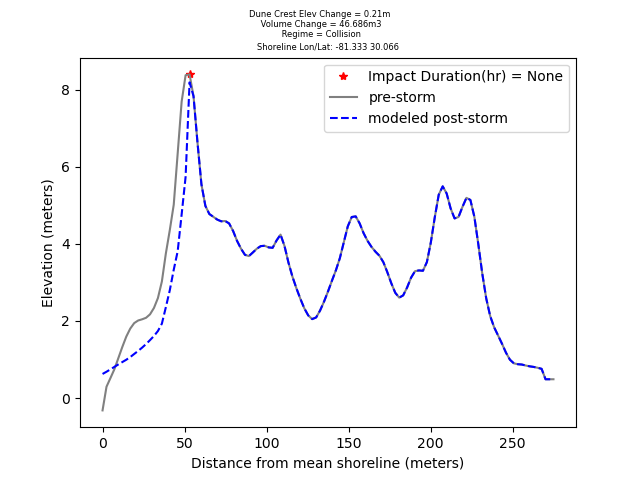 Dune Crest Elev Change = 0.21m
Volume Change = 46.686m3
Regime = Collision
Shoreline Lon/Lat: -81.333 30.066
Impact Duration(hr) = None
pre-storm
modeled post-storm
8
6
4
2
0
Elevation (meters)
0 50 100 150 200 250
Distance from mean shoreline (meters)